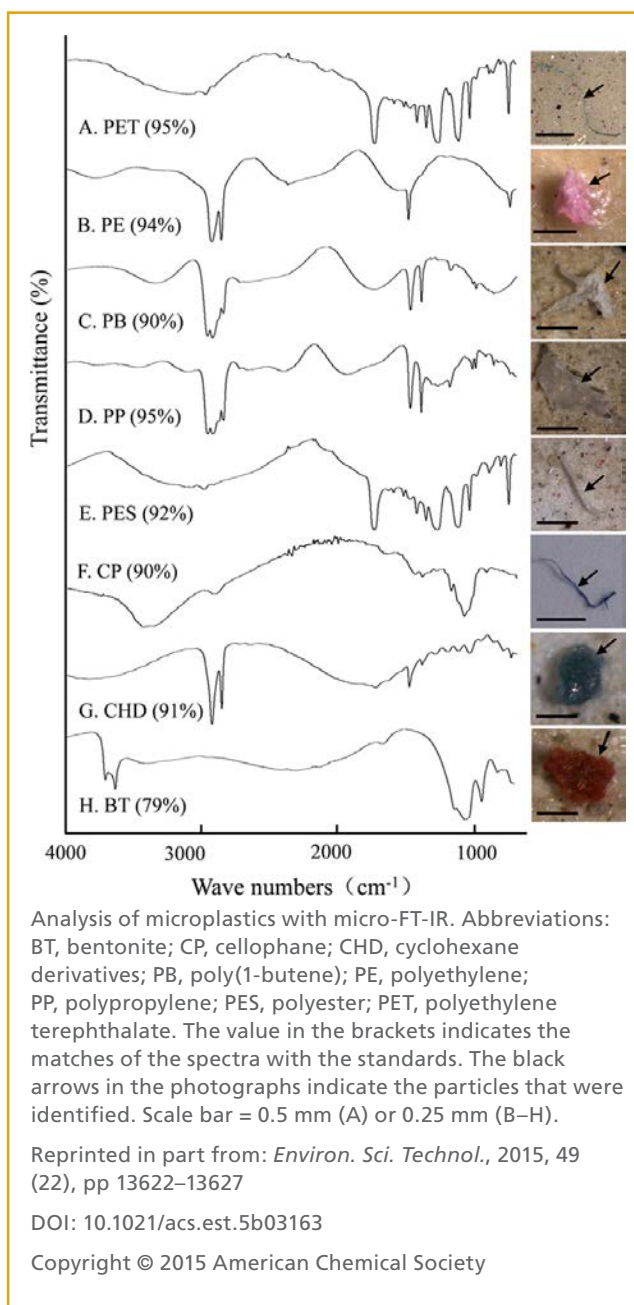 A. PET (95%)
B. PE (94%)
C. PB (90%)
D. PP (95%)
E. PES (92%)
F. CP (90%)
G. CHD (91%)
H. BT (79%)
Transmittance (%)
4000 3000 2000 1000
Wave numbers（cm⁻¹）
Analysis of microplastics with micro-FT-IR. Abbreviations:
BT, bentonite; CP, cellophane; CHD, cyclohexane
derivatives; PB, poly(1-butene); PE, polyethylene;
PP, polypropylene; PES, polyester; PET, polyethylene
terephthalate. The value in the brackets indicates the
matches of the spectra with the standards. The black
arrows in the photographs indicate the particles that were
identified. Scale bar = 0.5 mm (A) or 0.25 mm (B–H).
Reprinted in part from: Environ. Sci. Technol., 2015, 49
(22), pp 13622–13627
DOI: 10.1021/acs.est.5b03163
Copyright © 2015 American Chemical Society